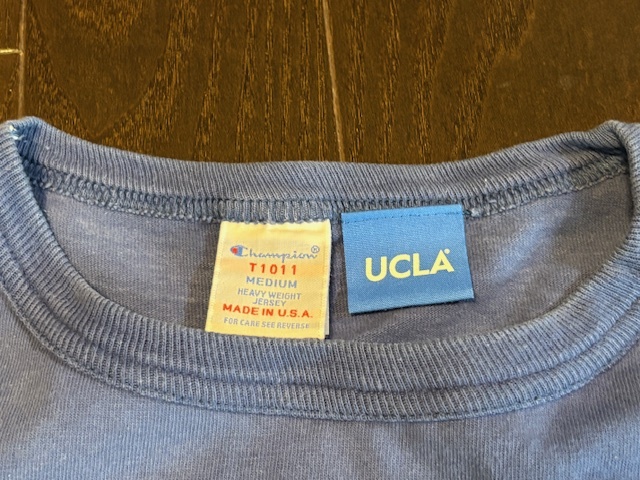 Champion®
T1011
MEDIUM
HEAVY WEIGHT
JERSEY
MADE IN U.S.A.
FOR CARE SEE REVERSE
UCLA®